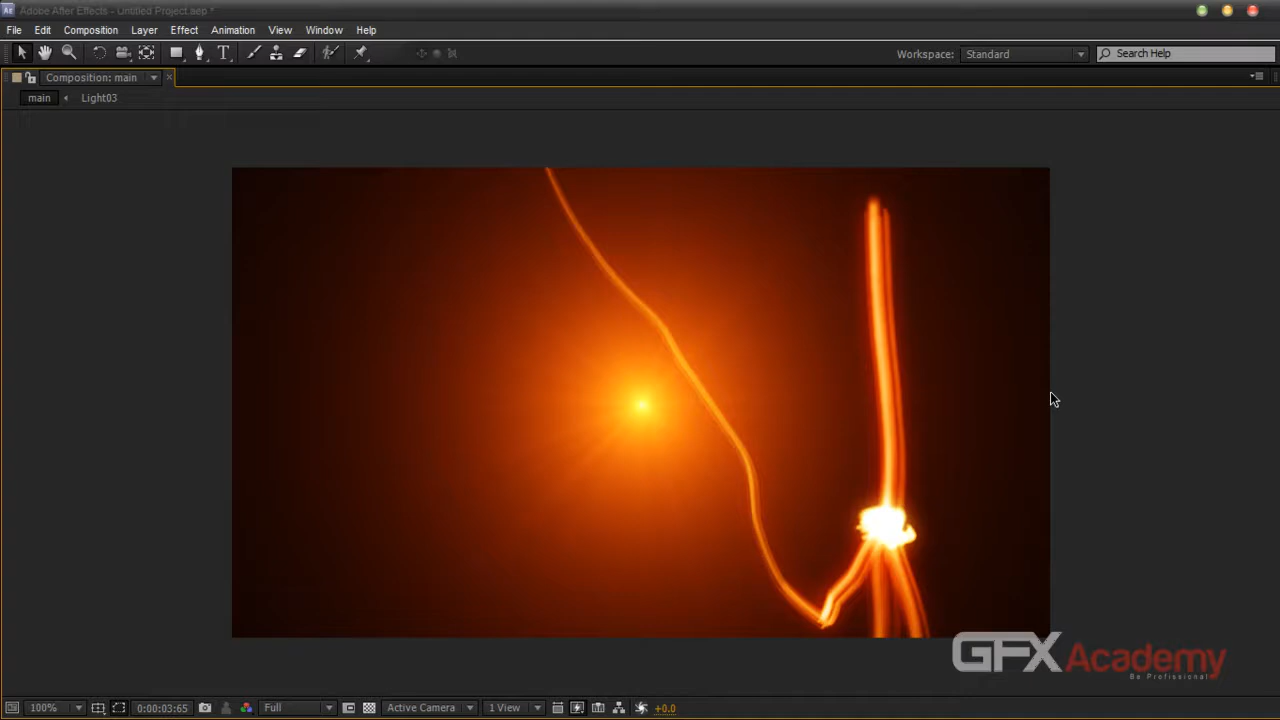 Adobe After Effects - Untitled Project.aep *
File Edit Composition Layer Effect Animation View Window Help
Workspace: Standard Search Help
Composition: main
main Light03
GFX Academy
Be Profissional
100% 0:00:03:65 Full Active Camera 1 View +0.0